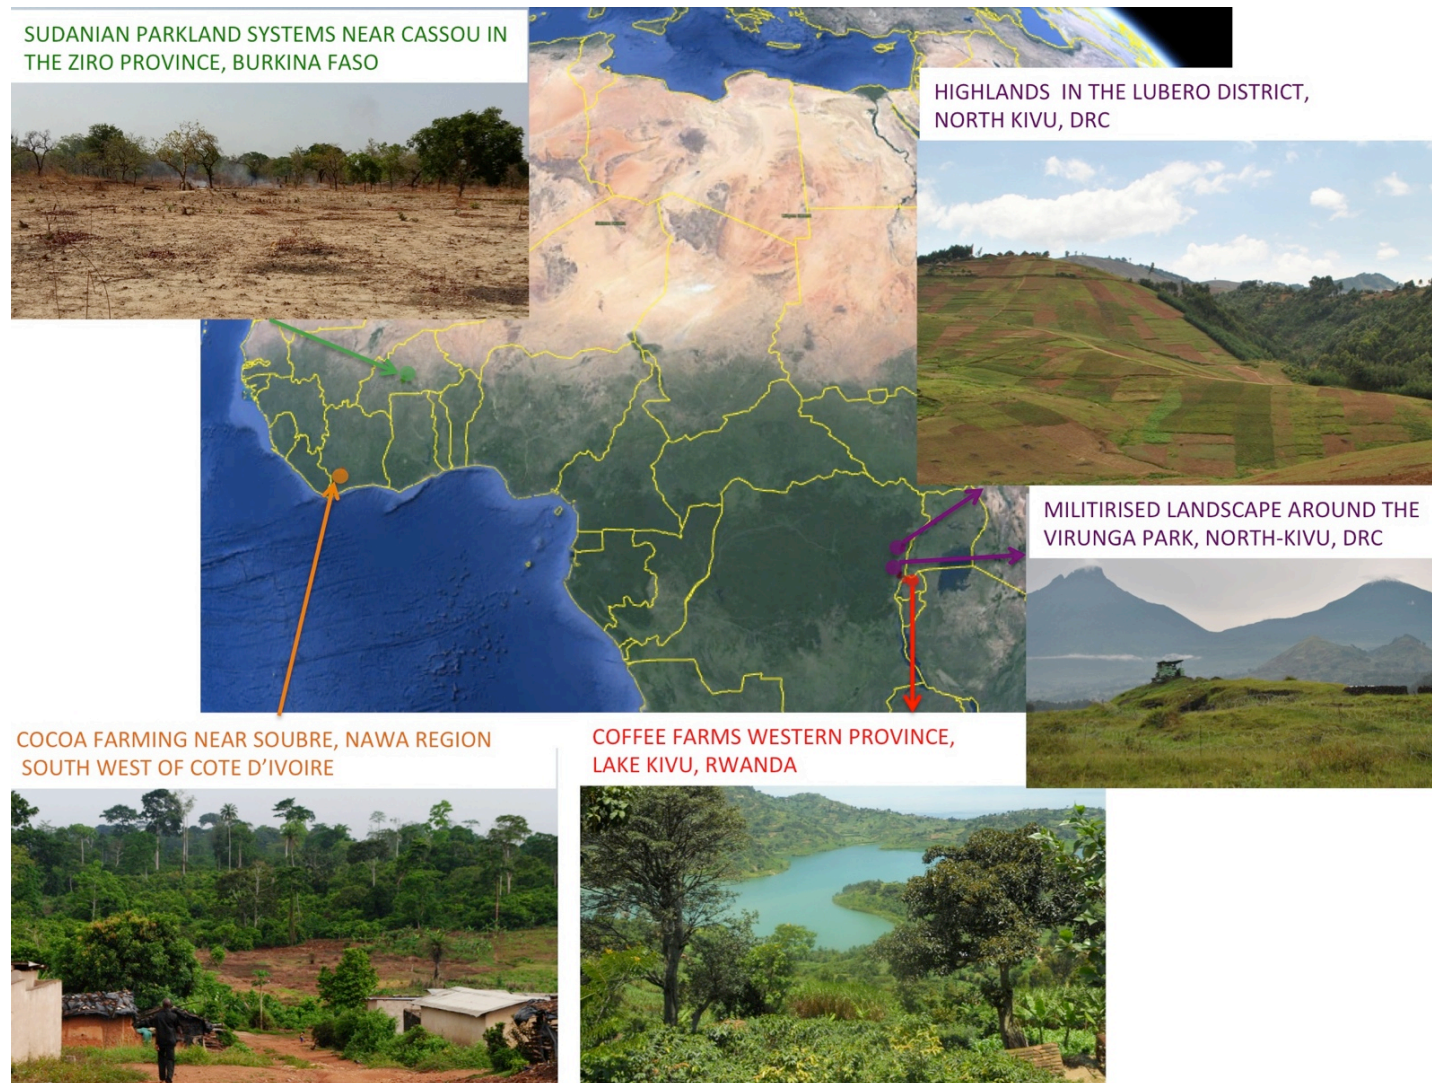 SUDANIAN PARKLAND SYSTEMS NEAR CASSOU IN
THE ZIRO PROVINCE, BURKINA FASO
HIGHLANDS IN THE LUBERO DISTRICT,
NORTH KIVU, DRC
MILITIRISED LANDSCAPE AROUND THE
VIRUNGA PARK, NORTH-KIVU, DRC
COCOA FARMING NEAR SOUBRE, NAWA REGION
SOUTH WEST OF COTE D'IVOIRE
COFFEE FARMS WESTERN PROVINCE,
LAKE KIVU, RWANDA